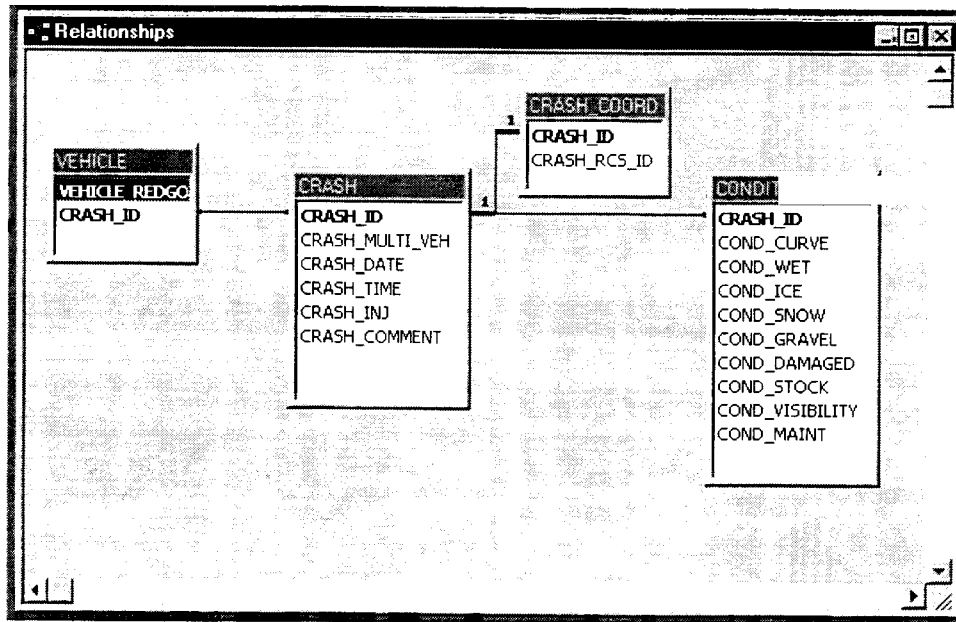 Relationships
VEHICLE
VEHICLE_REDGO
CRASH_ID
CRASH
CRASH_ID
CRASH_MULTI_VEH
CRASH_DATE
CRASH_TIME
CRASH_INJ
CRASH_COMMENT
1
1
CRASH_COORD
CRASH_ID
CRASH_RCS_ID
CONDIT
CRASH_ID
COND_CURVE
COND_WET
COND_ICE
COND_SNOW
COND_GRAVEL
COND_DAMAGED
COND_STOCK
COND_VISIBILITY
COND_MAINT